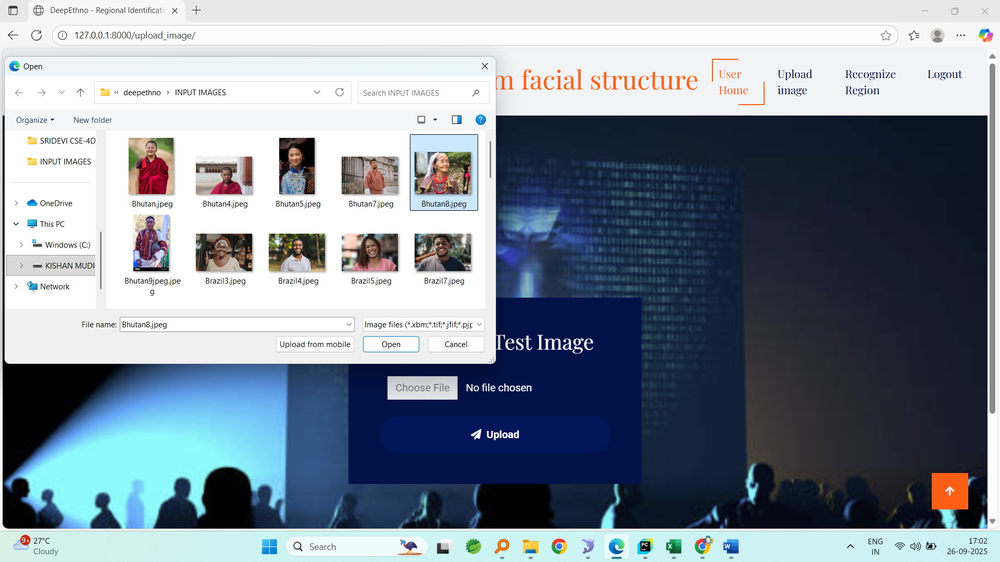 DeepEthno - Regional Identificatio
127.0.0.1:8000/upload_image/
Open
deepethno
INPUT IMAGES
Search INPUT IMAGES
Organize
New folder
SRIDEVI CSE-4D
INPUT IMAGES
OneDrive
This PC
Windows (C:)
KISHAN MUDI
Network
Bhutan.jpeg
Bhutan4.jpeg
Bhutan5.jpeg
Bhutan7.jpeg
Bhutan8.jpeg
Bhutan9jpeg.jpe
g
Brazil3.jpeg
Brazil4.jpeg
Brazil5.jpeg
Brazil7.jpeg
File name:
Bhutan8.jpeg
Image files (*.xbm;*.tif;*.jfif;*.pjp
Upload from mobile
Open
Cancel
m facial structure
User
Home
Upload
image
Recognize
Region
Logout
Test Image
Choose File
No file chosen
Upload
9+
27°C
Cloudy
Search
PC
ENG
IN
17:02
26-09-2025